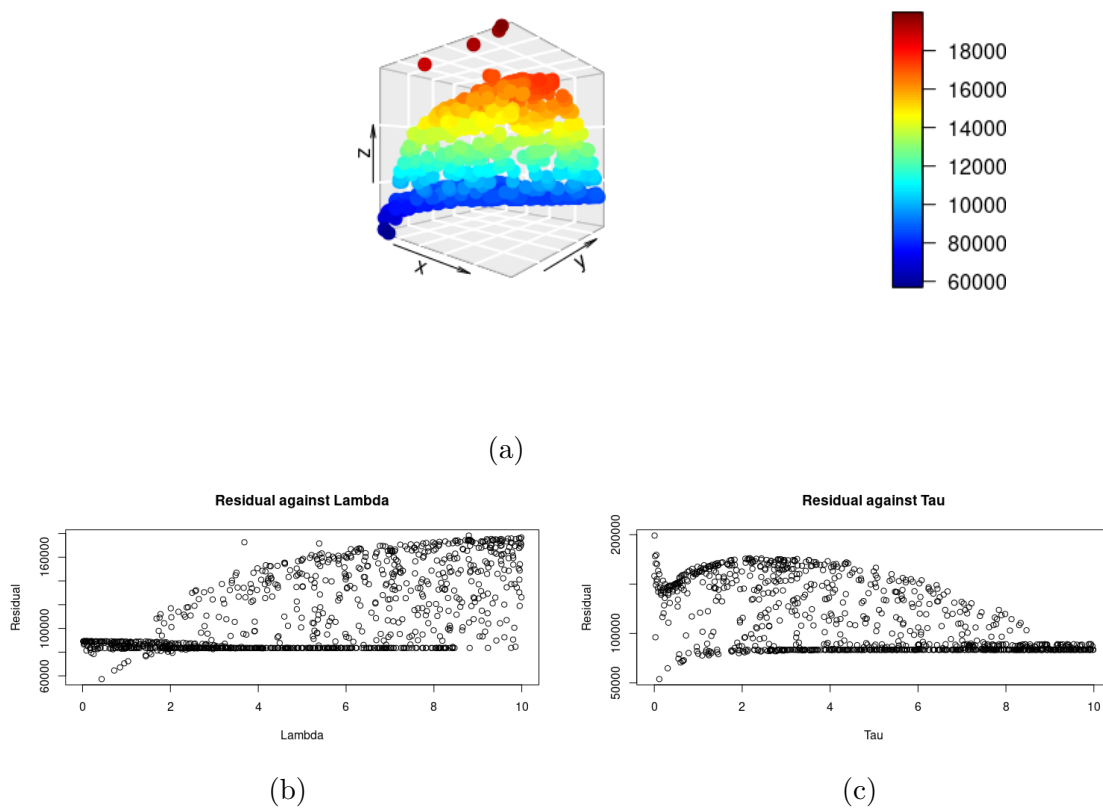 z
x
y
18000
16000
14000
12000
10000
80000
60000
(a)
Residual against Lambda
Residual
160000
100000
60000
0 2 4 6 8 10
Lambda
(b)
Residual against Tau
Residual
200000
100000
50000
0 2 4 6 8 10
Tau
(c)